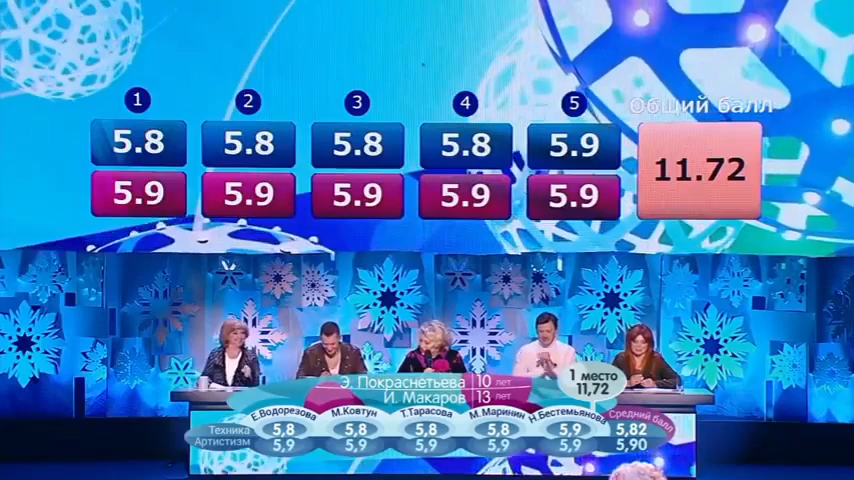 1 2 3 4 5 Общий балл
5.8 5.8 5.8 5.8 5.9
5.9 5.9 5.9 5.9 5.9
11.72
Э. Покраснетьева 10 лет
И. Макаров 13 лет
1 место
11,72
Е.Водорезова М.Ковтун Т.Тарасова М.Маринин Н.Бестемьянова Средний балл
Техника 5,8 5,8 5,8 5,8 5,9 5,82
Артистизм 5,9 5,9 5,9 5,9 5,9 5,90